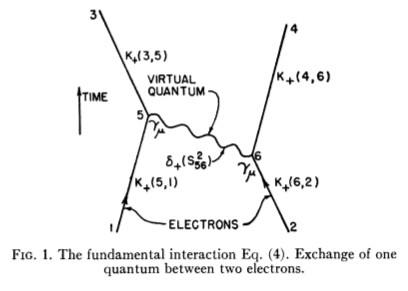 3
4
K₊(3,5)
K₊(4,6)
TIME
VIRTUAL
QUANTUM
5
γμ
δ₊(S²₅₆)
6
γμ
K₊(5,1)
K₊(6,2)
ELECTRONS
1
2
FIG. 1. The fundamental interaction Eq. (4). Exchange of one
quantum between two electrons.